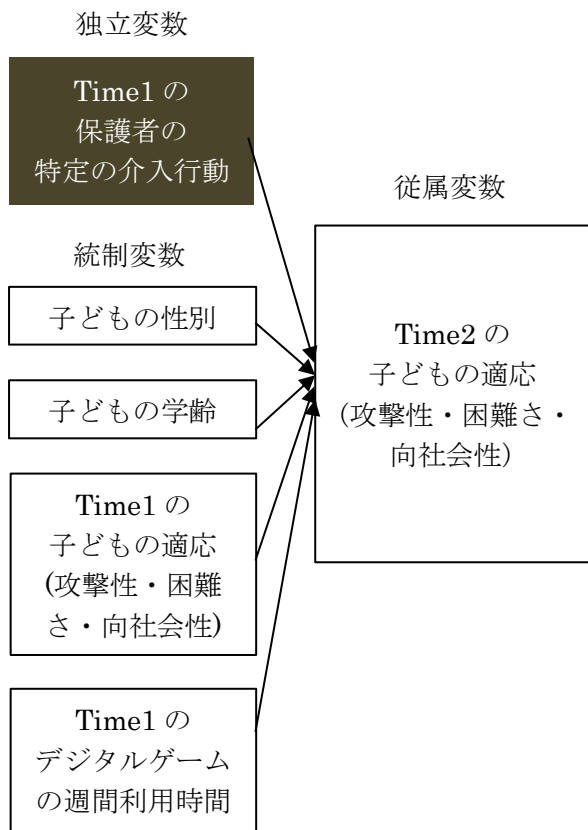 独立変数
Time1 の
保護者の
特定の介入行動
統制変数
子どもの性別
子どもの学齢
Time1 の
子どもの適応
(攻撃性・困難
さ・向社会性)
Time1 の
デジタルゲーム
の週間利用時間
従属変数
Time2 の
子どもの適応
(攻撃性・困難さ・
向社会性)